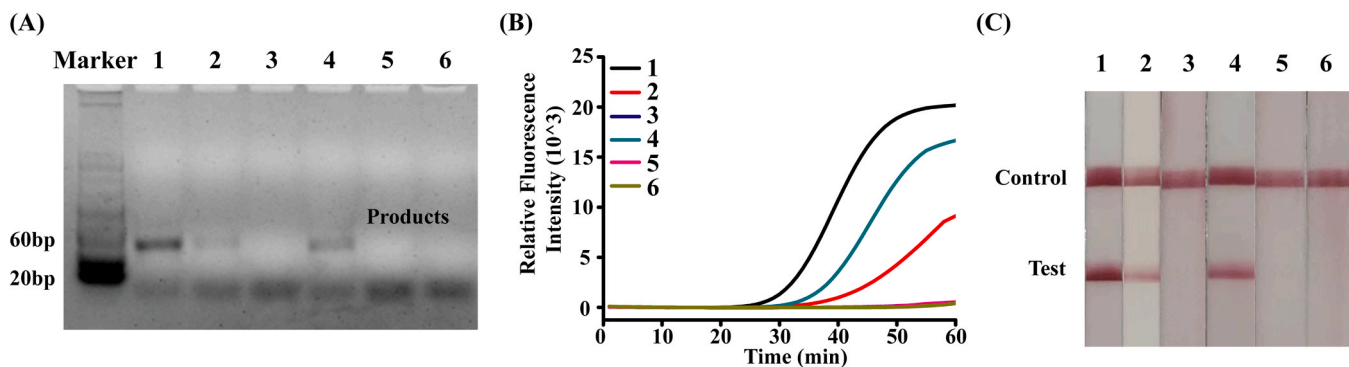 (A)
Marker 1 2 3 4 5 6
60bp
20bp
Products
(B)
Relative Fluorescence
Intensity (10^3)
25
20
15
10
5
0
1
2
3
4
5
6
0 10 20 30 40 50 60
Time (min)
(C)
1 2 3 4 5 6
Control
Test